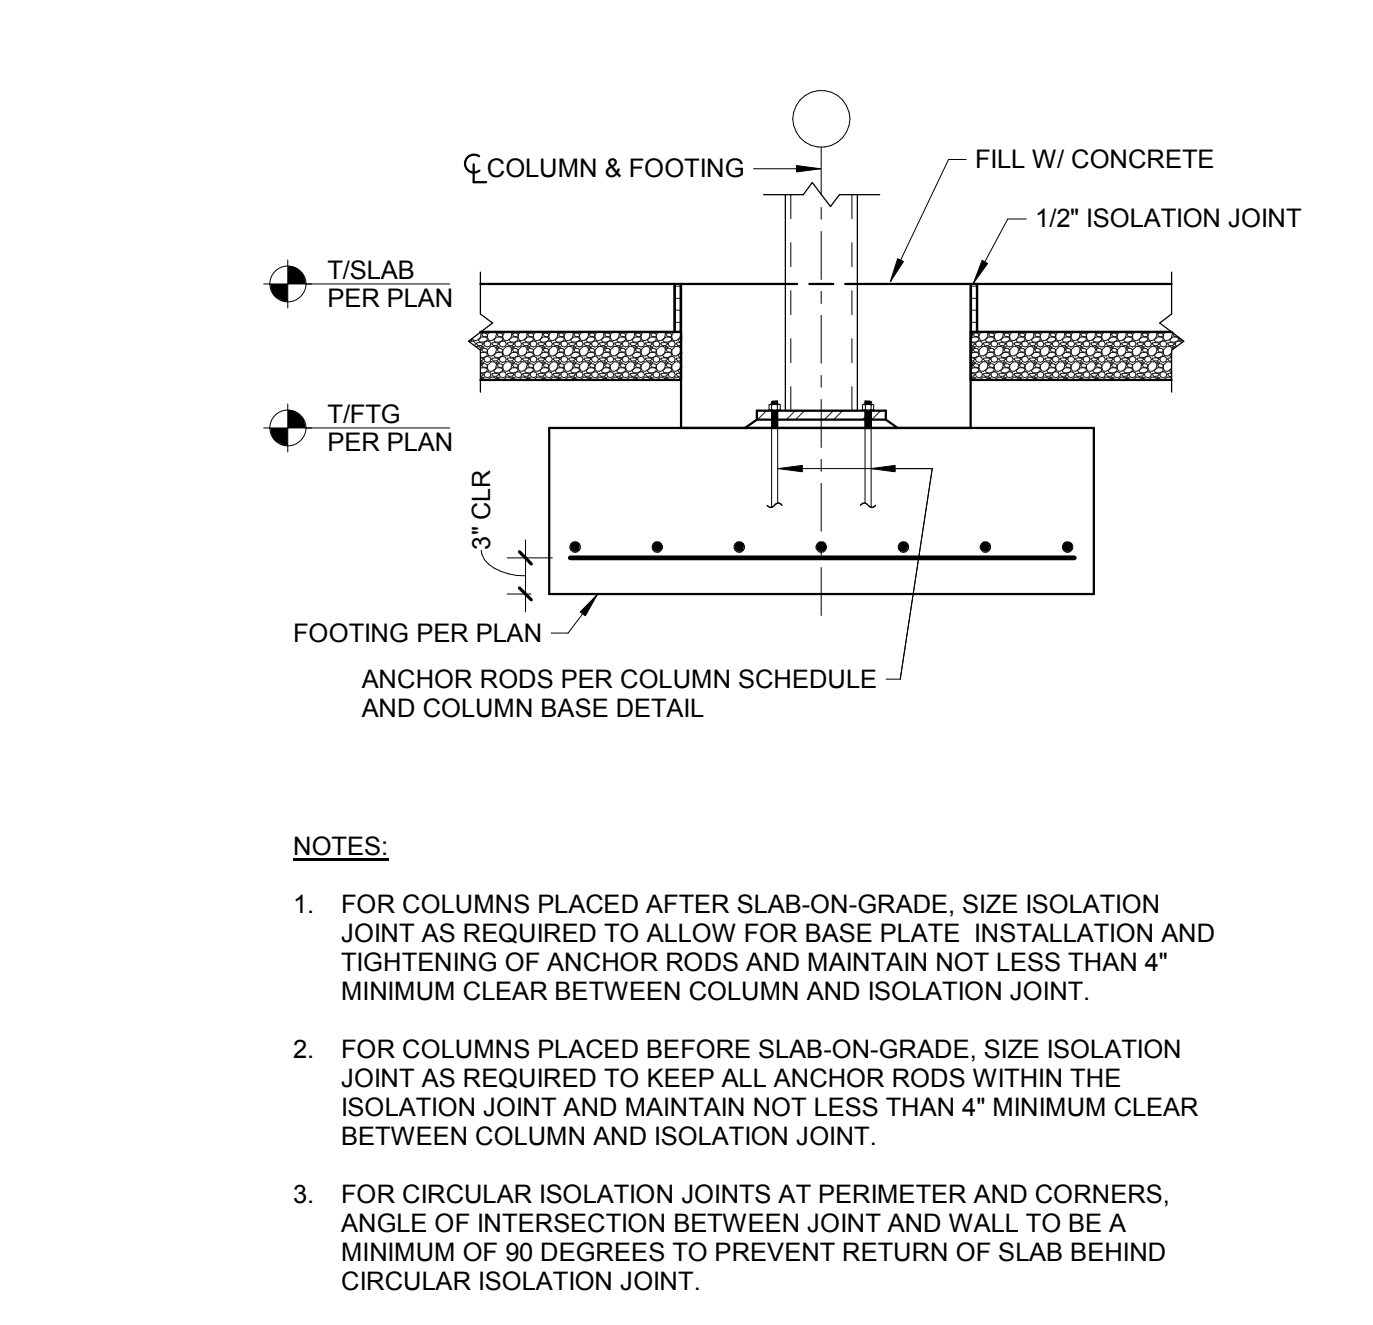 ℄ COLUMN & FOOTING
FILL W/ CONCRETE
1/2" ISOLATION JOINT
T/SLAB
PER PLAN
T/FTG
PER PLAN
3" CLR
FOOTING PER PLAN
ANCHOR RODS PER COLUMN SCHEDULE
AND COLUMN BASE DETAIL
NOTES:
1. FOR COLUMNS PLACED AFTER SLAB-ON-GRADE, SIZE ISOLATION
JOINT AS REQUIRED TO ALLOW FOR BASE PLATE INSTALLATION AND
TIGHTENING OF ANCHOR RODS AND MAINTAIN NOT LESS THAN 4"
MINIMUM CLEAR BETWEEN COLUMN AND ISOLATION JOINT.
2. FOR COLUMNS PLACED BEFORE SLAB-ON-GRADE, SIZE ISOLATION
JOINT AS REQUIRED TO KEEP ALL ANCHOR RODS WITHIN THE
ISOLATION JOINT AND MAINTAIN NOT LESS THAN 4" MINIMUM CLEAR
BETWEEN COLUMN AND ISOLATION JOINT.
3. FOR CIRCULAR ISOLATION JOINTS AT PERIMETER AND CORNERS,
ANGLE OF INTERSECTION BETWEEN JOINT AND WALL TO BE A
MINIMUM OF 90 DEGREES TO PREVENT RETURN OF SLAB BEHIND
CIRCULAR ISOLATION JOINT.